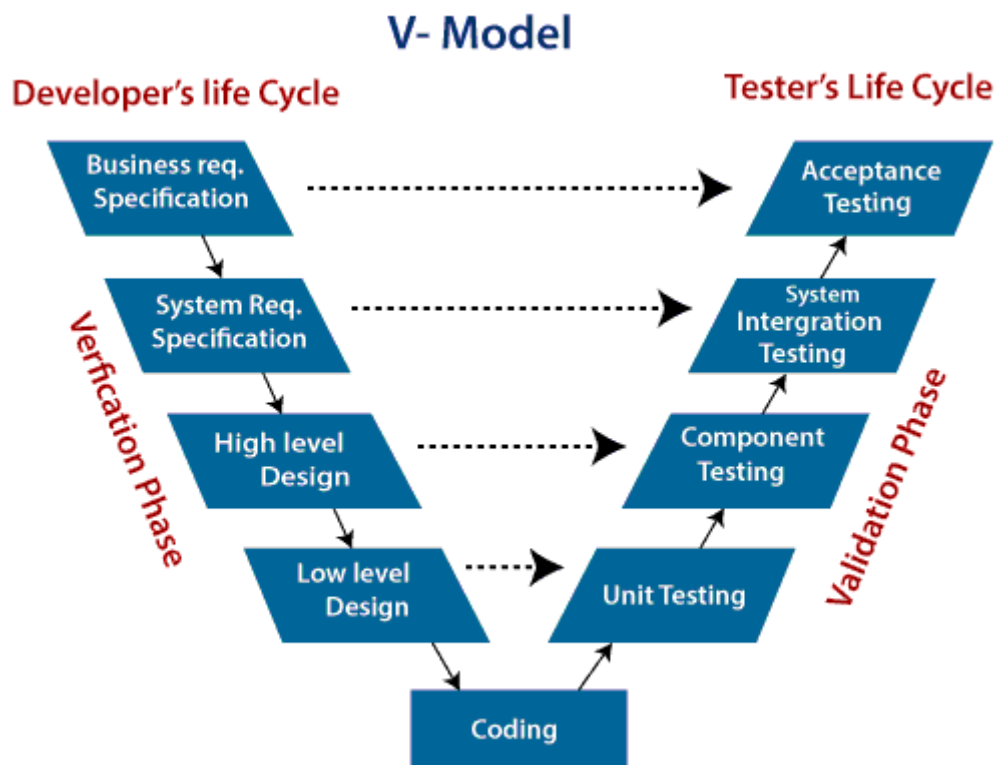 V- Model
Developer's life Cycle
Tester's Life Cycle
Business req.
Specification
Acceptance
Testing
System Req.
Specification
System
Intergration
Testing
Verfication Phase
High level
Design
Component
Testing
Validation Phase
Low level
Design
Unit Testing
Coding